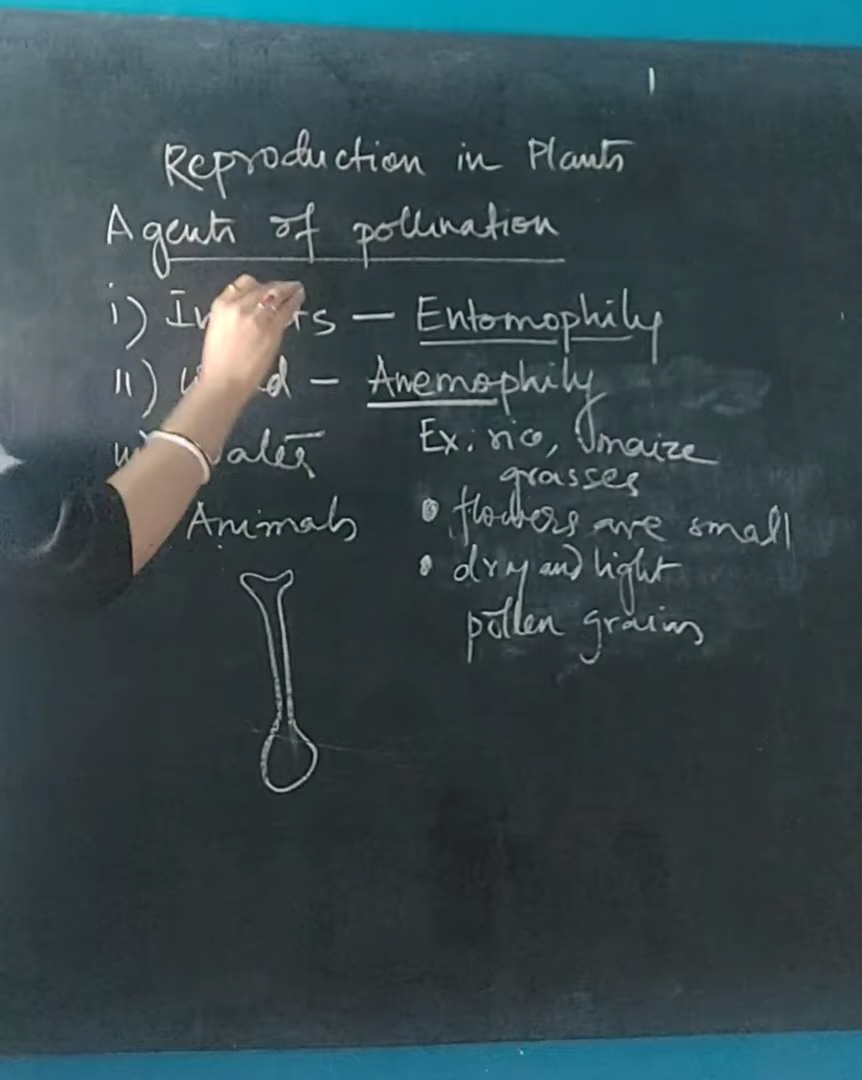 Reproduction in Plants
Agents of pollination
i) – Entomophily
ii) – Anemophily
Water
Ex: rice, maize
grasses
Animals
• flowers are small
• dry and light
pollen grains